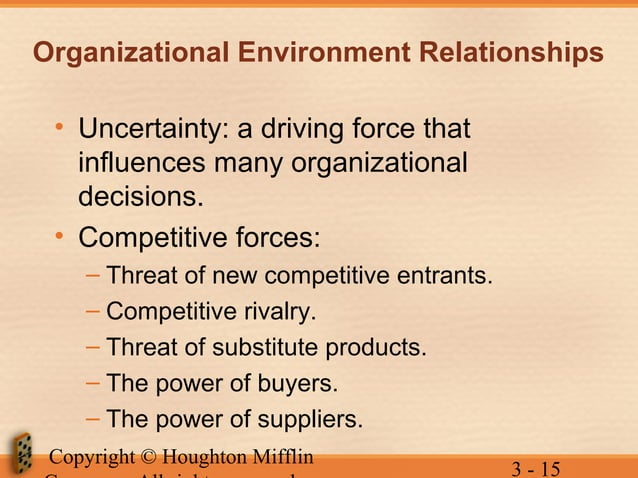 Organizational Environment Relationships
• Uncertainty: a driving force that
influences many organizational
decisions.
• Competitive forces:
– Threat of new competitive entrants.
– Competitive rivalry.
– Threat of substitute products.
– The power of buyers.
– The power of suppliers.
Copyright © Houghton Mifflin
3 - 15